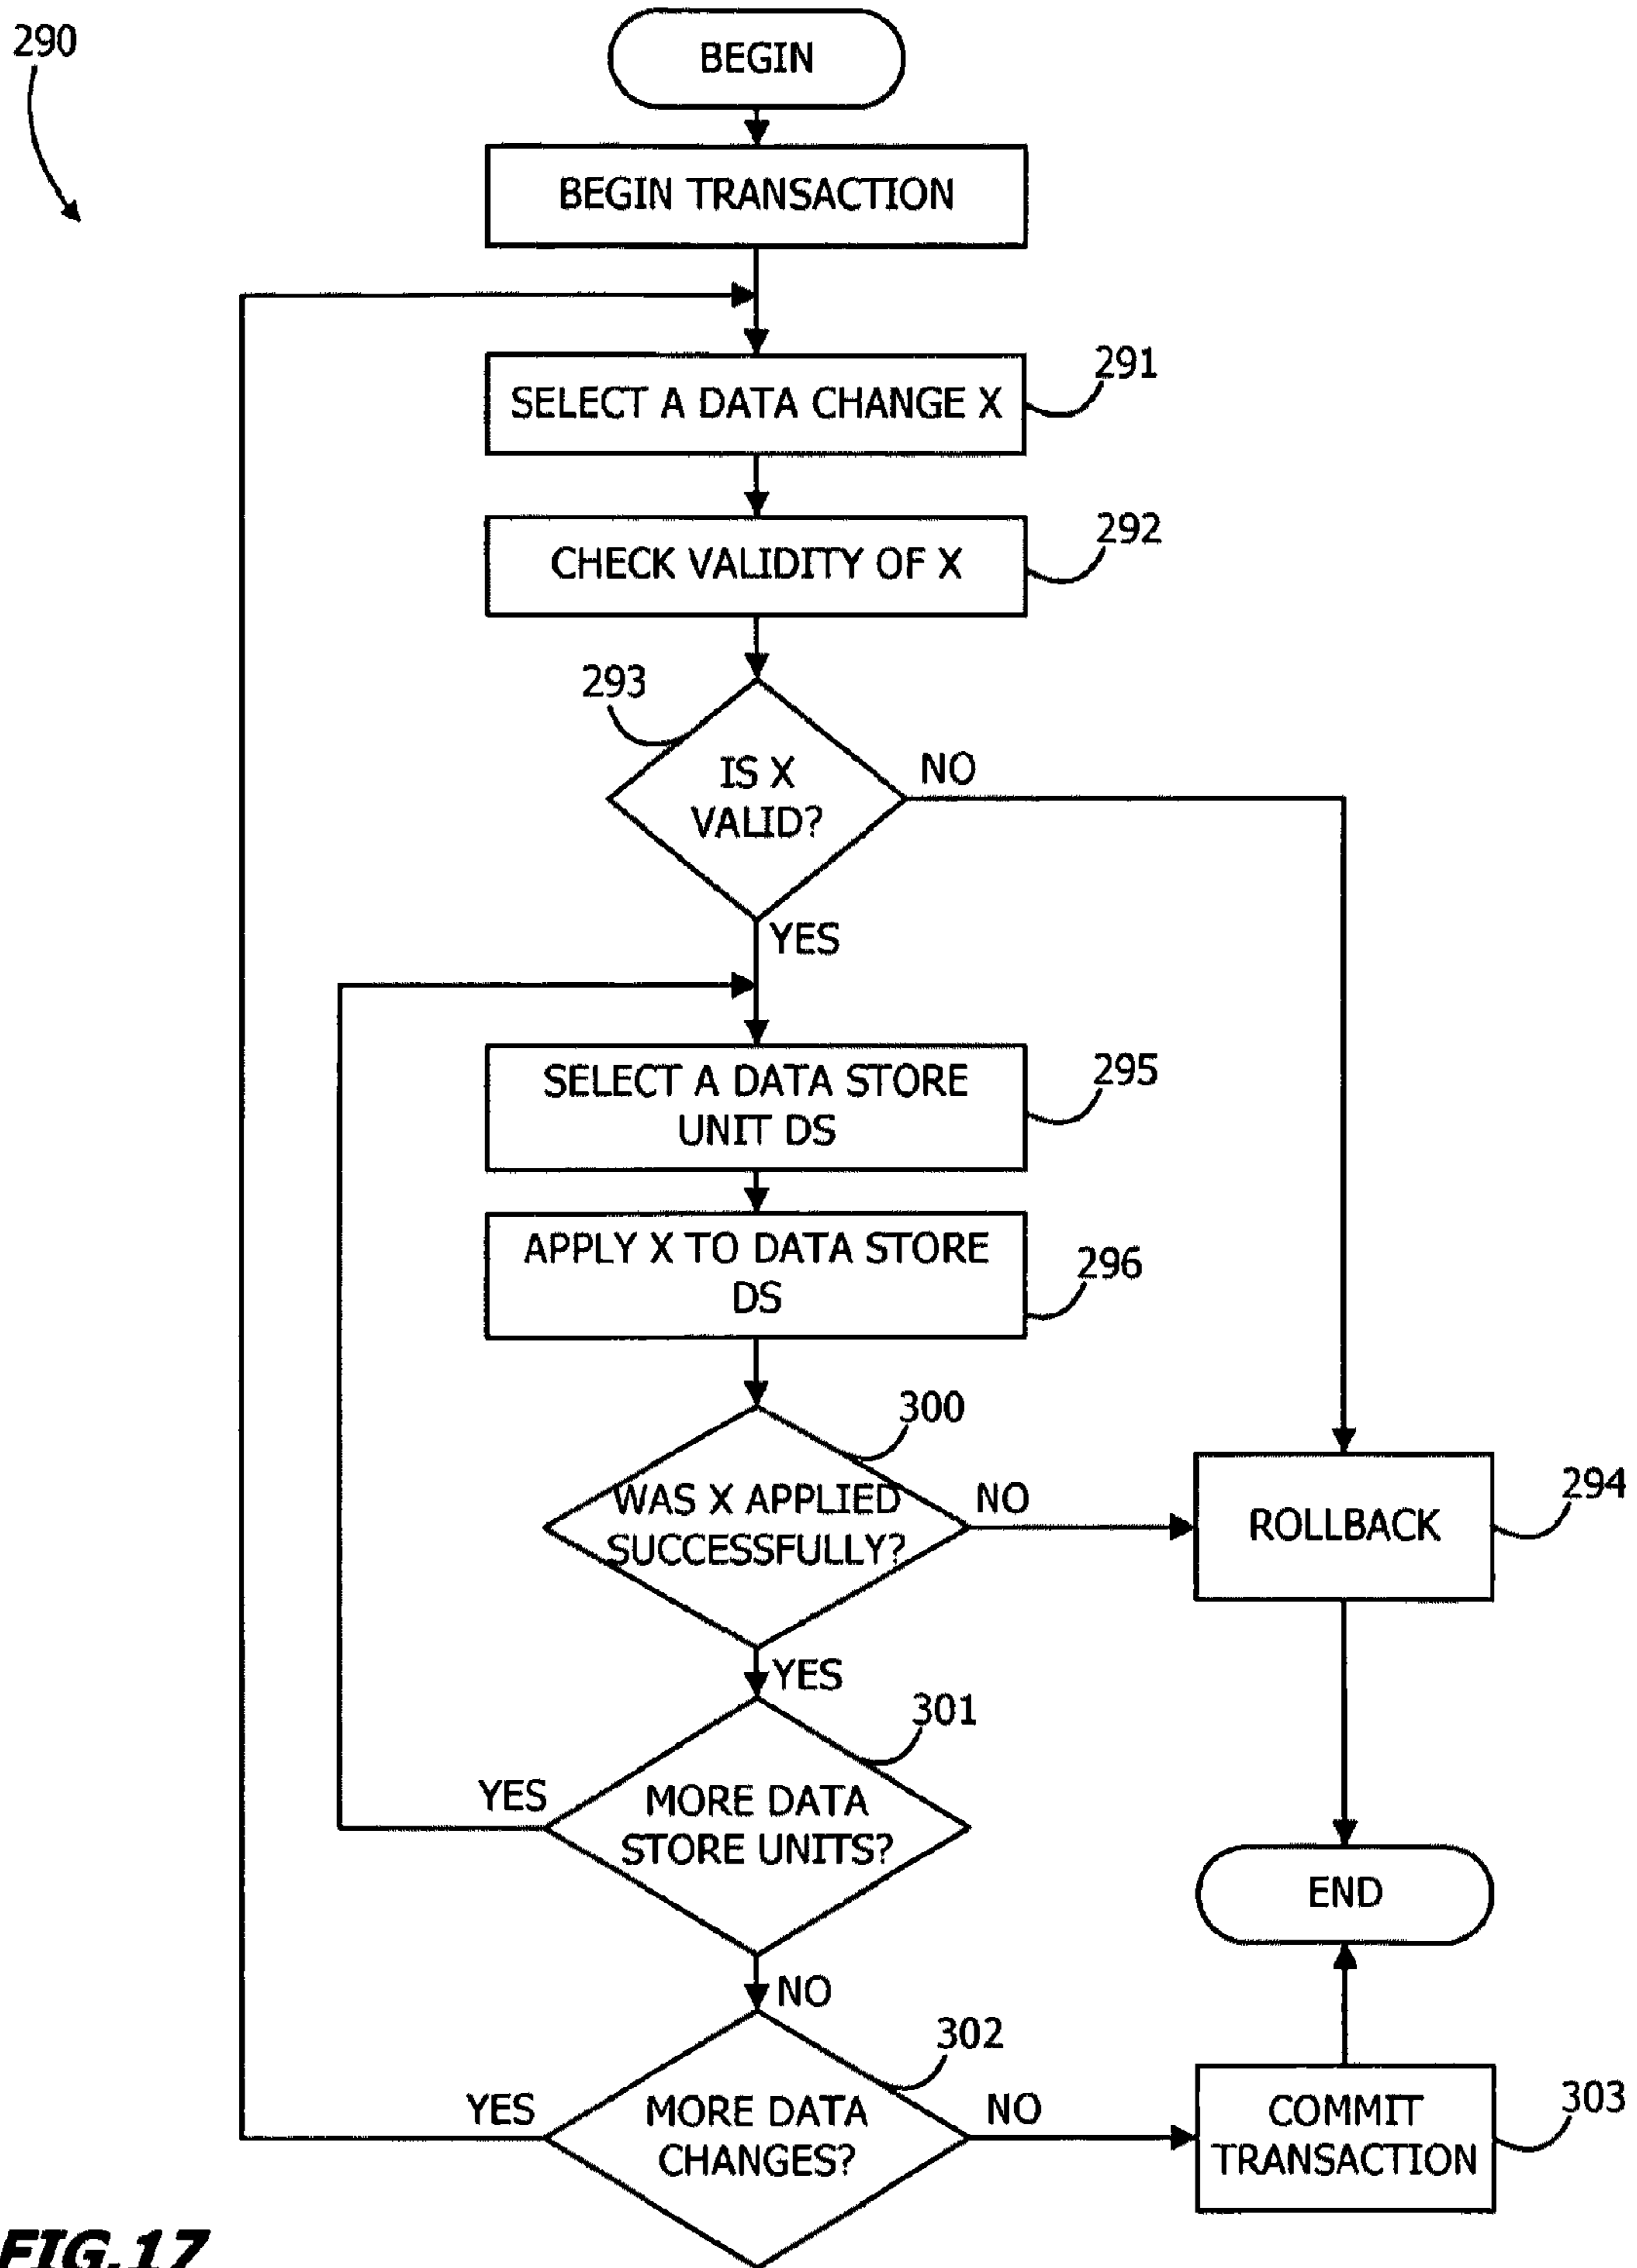 290
BEGIN
BEGIN TRANSACTION
SELECT A DATA CHANGE X
291
CHECK VALIDITY OF X
292
293
IS X
VALID?
NO
YES
SELECT A DATA STORE
UNIT DS
295
APPLY X TO DATA STORE
DS
296
300
WAS X APPLIED
SUCCESSFULLY?
NO
ROLLBACK
294
YES
301
MORE DATA
STORE UNITS?
YES
END
NO
302
MORE DATA
CHANGES?
YES
NO
COMMIT
TRANSACTION
303
FIG.17